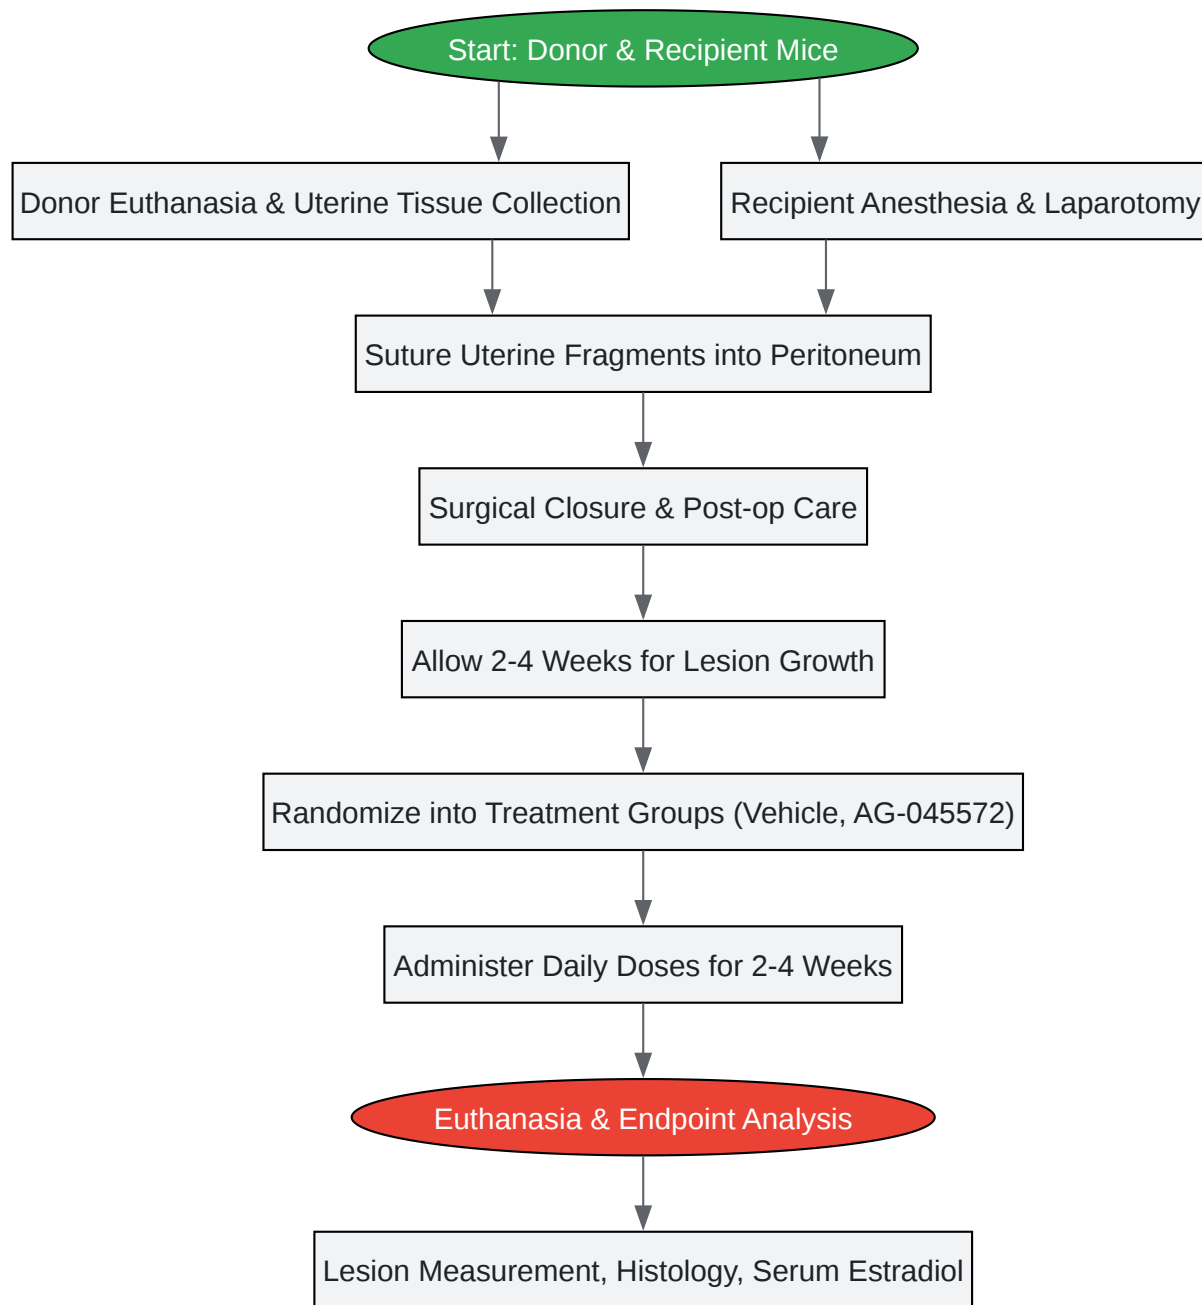 Start: Donor & Recipient Mice
Donor Euthanasia & Uterine Tissue Collection
Recipient Anesthesia & Laparotomy
Suture Uterine Fragments into Peritoneum
Surgical Closure & Post-op Care
Allow 2-4 Weeks for Lesion Growth
Randomize into Treatment Groups (Vehicle, AG-045572)
Administer Daily Doses for 2-4 Weeks
Euthanasia & Endpoint Analysis
Lesion Measurement, Histology, Serum Estradiol